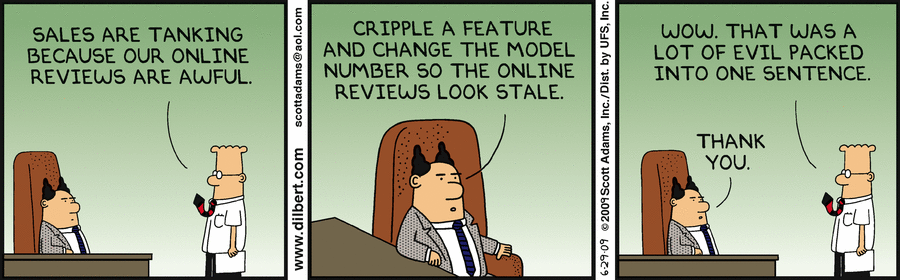 SALES ARE TANKING
BECAUSE OUR ONLINE
REVIEWS ARE AWFUL.
www.dilbert.com scottadams@aol.com
CRIPPLE A FEATURE
AND CHANGE THE MODEL
NUMBER SO THE ONLINE
REVIEWS LOOK STALE.
6-29-09 ©2009 Scott Adams, Inc./Dist. by UFS, Inc.
WOW. THAT WAS A
LOT OF EVIL PACKED
INTO ONE SENTENCE.
THANK
YOU.